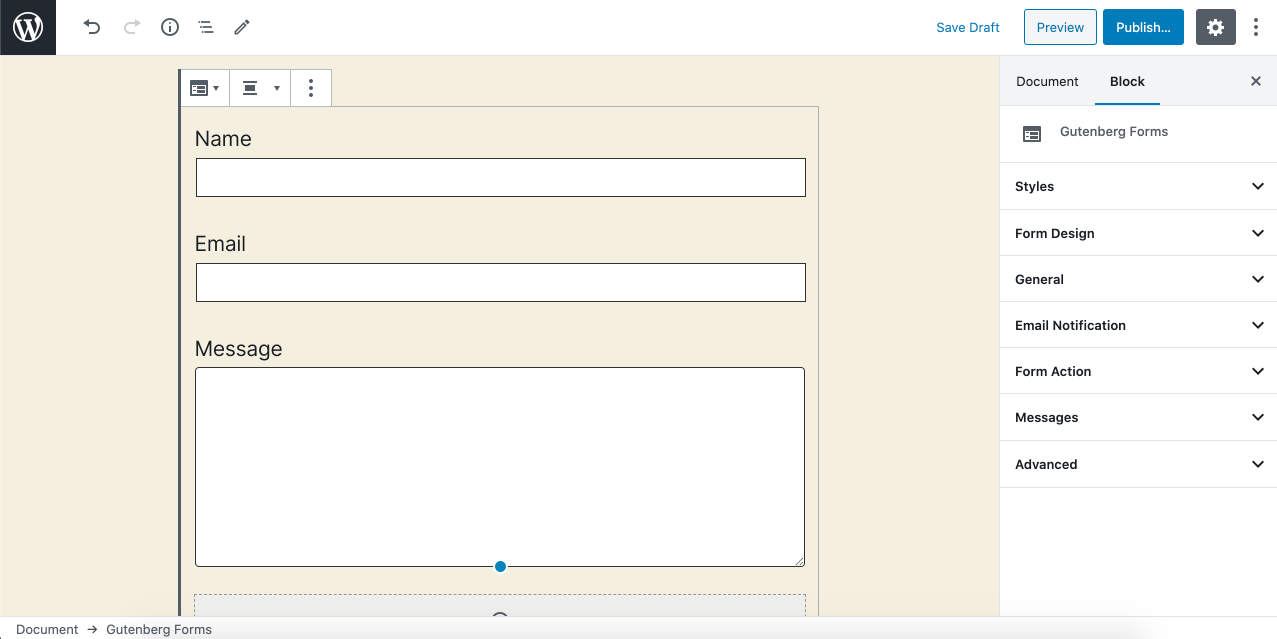 Save Draft
Preview
Publish...
Document
Block
Gutenberg Forms
Name
Email
Message
Styles
Form Design
General
Email Notification
Form Action
Messages
Advanced
Document → Gutenberg Forms